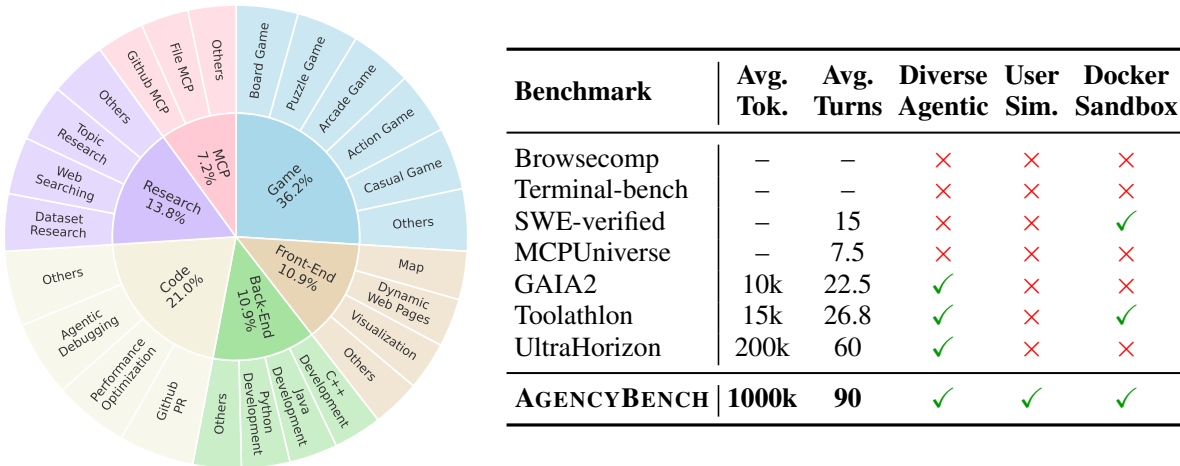 Game
36.2%
Board Game
Puzzle Game
Arcade Game
Action Game
Casual Game
Others
Front-End
10.9%
Map
Dynamic
Web Pages
Visualization
Others
Back-End
10.9%
C++
Development
Java
Development
Python
Development
Others
Code
21.0%
Github
PR
Performance
Optimization
Agentic
Debugging
Others
Research
13.8%
Dataset
Research
Web
Searching
Topic
Research
Others
MCP
7.2%
Github MCP
File MCP
Others
Benchmark Avg. Tok. Avg. Turns Diverse Agentic User Sim. Docker Sandbox
Browsecomp – – × × ×
Terminal-bench – – × × ×
SWE-verified – 15 × × ✓
MCPUniverse – 7.5 × × ×
GAIA2 10k 22.5 ✓ × ×
Toolathlon 15k 26.8 ✓ × ✓
UltraHorizon 200k 60 ✓ × ×
AGENCYBENCH 1000k 90 ✓ ✓ ✓